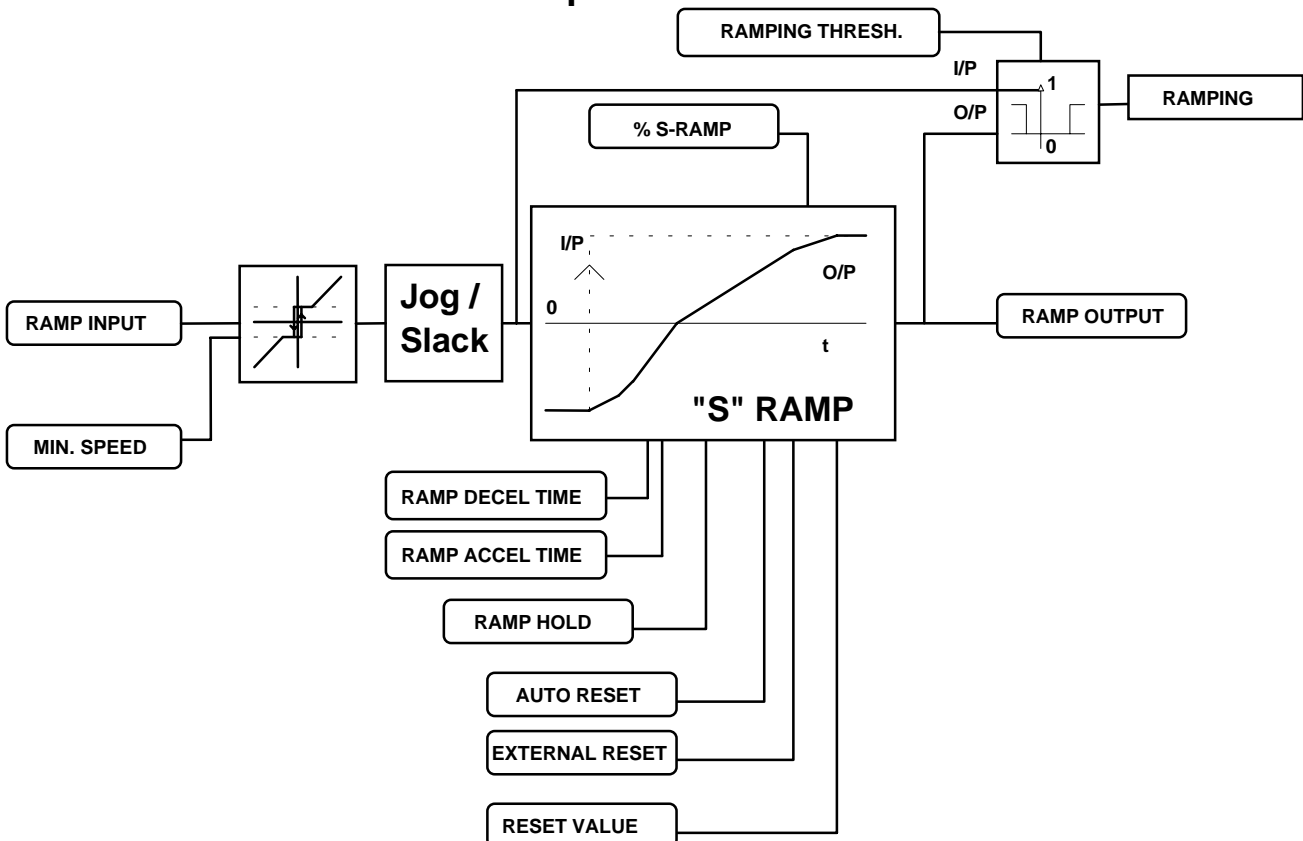 RAMPING THRESH.
I/P
1
RAMPING
O/P
0
% S-RAMP
I/P
O/P
0
t
"S" RAMP
Jog /
Slack
RAMP INPUT
RAMP OUTPUT
MIN. SPEED
RAMP DECEL TIME
RAMP ACCEL TIME
RAMP HOLD
AUTO RESET
EXTERNAL RESET
RESET VALUE